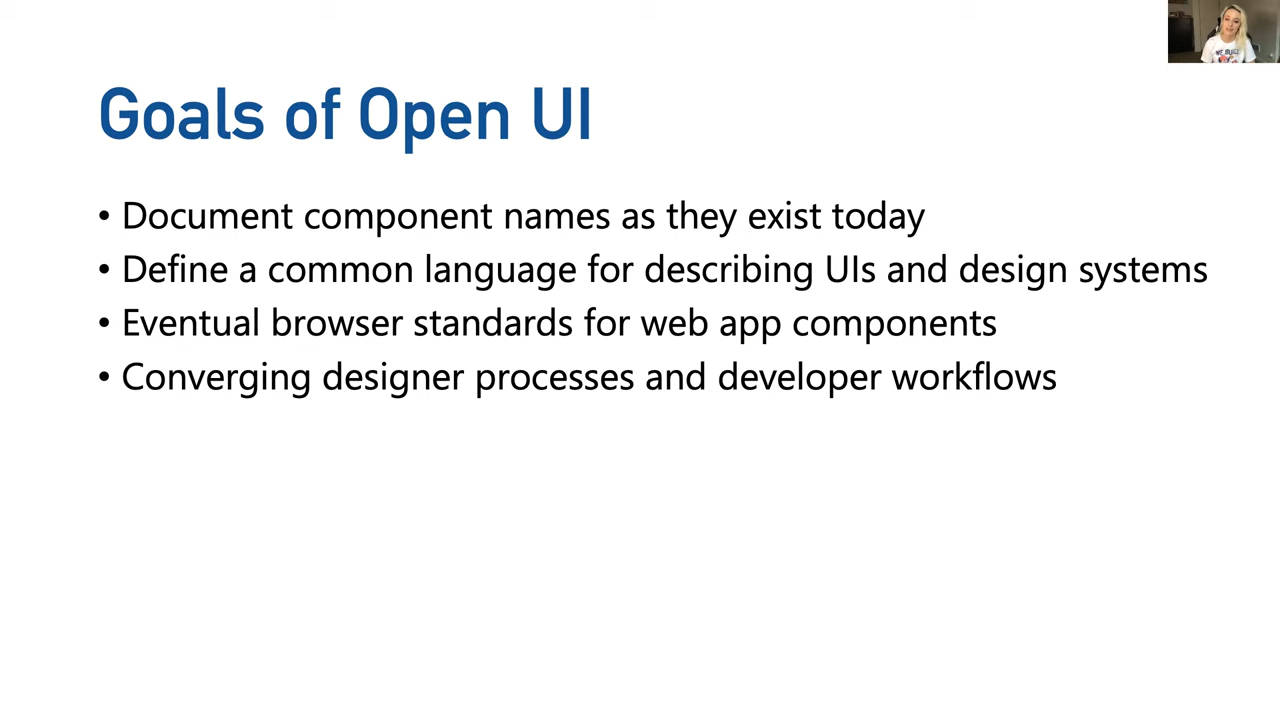 Goals of Open UI
• Document component names as they exist today
• Define a common language for describing UIs and design systems
• Eventual browser standards for web app components
• Converging designer processes and developer workflows